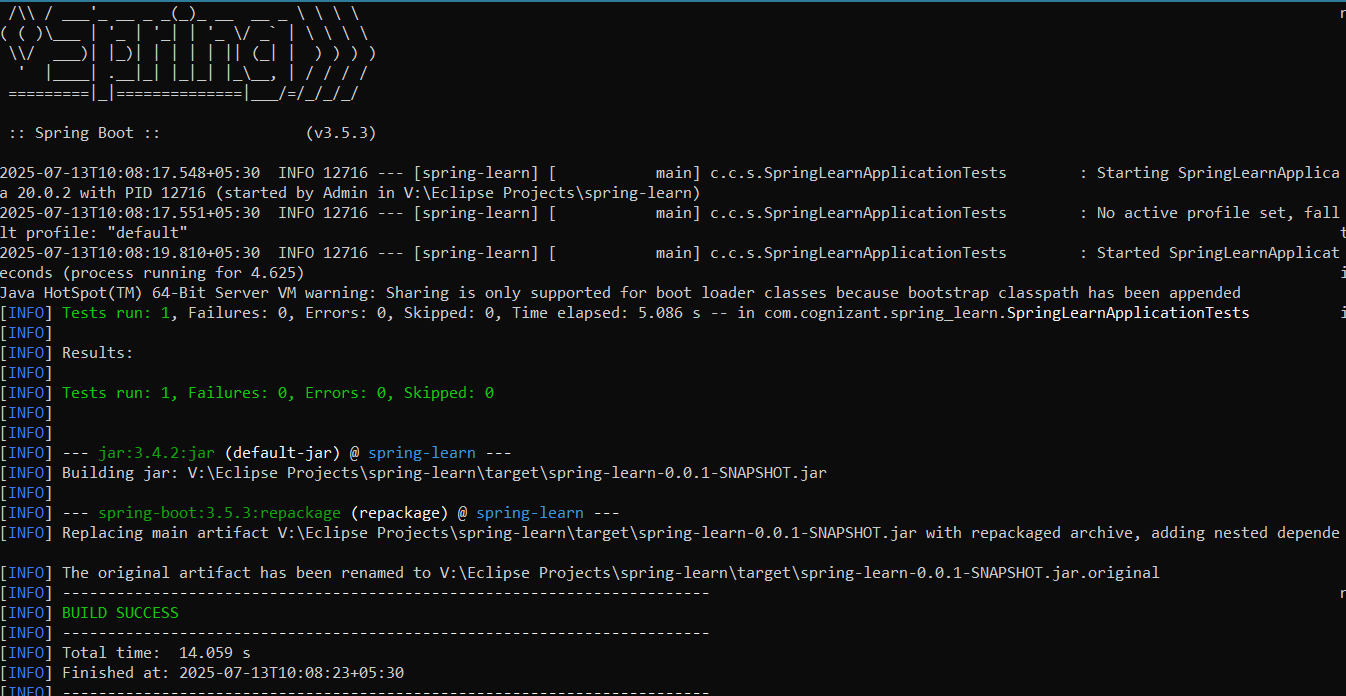 /\\ / ___'_ __ _ _(_)_ __  __ _ \ \ \ \
( ( )\___ | '_ | '_| | '_ \/ _` | \ \ \ \
 \\/  ___)| |_)| | | | | || (_| |  ) ) ) )
  '  |____| .__|_| |_|_| |_\__, | / / / /
 =========|_|==============|___/=/_/_/_/
 :: Spring Boot ::                (v3.5.3)
2025-07-13T10:08:17.548+05:30  INFO 12716 --- [spring-learn] [           main] c.c.s.SpringLearnApplicationTests        : Starting SpringLearnApplica
a 20.0.2 with PID 12716 (started by Admin in V:\Eclipse Projects\spring-learn)
2025-07-13T10:08:17.551+05:30  INFO 12716 --- [spring-learn] [           main] c.c.s.SpringLearnApplicationTests        : No active profile set, fall
lt profile: "default"
2025-07-13T10:08:19.810+05:30  INFO 12716 --- [spring-learn] [           main] c.c.s.SpringLearnApplicationTests        : Started SpringLearnApplicat
econds (process running for 4.625)
Java HotSpot(TM) 64-Bit Server VM warning: Sharing is only supported for boot loader classes because bootstrap classpath has been appended
[INFO] Tests run: 1, Failures: 0, Errors: 0, Skipped: 0, Time elapsed: 5.086 s -- in com.cognizant.spring_learn.SpringLearnApplicationTests
[INFO]
[INFO] Results:
[INFO]
[INFO] Tests run: 1, Failures: 0, Errors: 0, Skipped: 0
[INFO]
[INFO]
[INFO] --- jar:3.4.2:jar (default-jar) @ spring-learn ---
[INFO] Building jar: V:\Eclipse Projects\spring-learn\target\spring-learn-0.0.1-SNAPSHOT.jar
[INFO]
[INFO] --- spring-boot:3.5.3:repackage (repackage) @ spring-learn ---
[INFO] Replacing main artifact V:\Eclipse Projects\spring-learn\target\spring-learn-0.0.1-SNAPSHOT.jar with repackaged archive, adding nested depende
[INFO] The original artifact has been renamed to V:\Eclipse Projects\spring-learn\target\spring-learn-0.0.1-SNAPSHOT.jar.original
[INFO] ------------------------------------------------------------------------
[INFO] BUILD SUCCESS
[INFO] ------------------------------------------------------------------------
[INFO] Total time:  14.059 s
[INFO] Finished at: 2025-07-13T10:08:23+05:30
[INFO] ------------------------------------------------------------------------